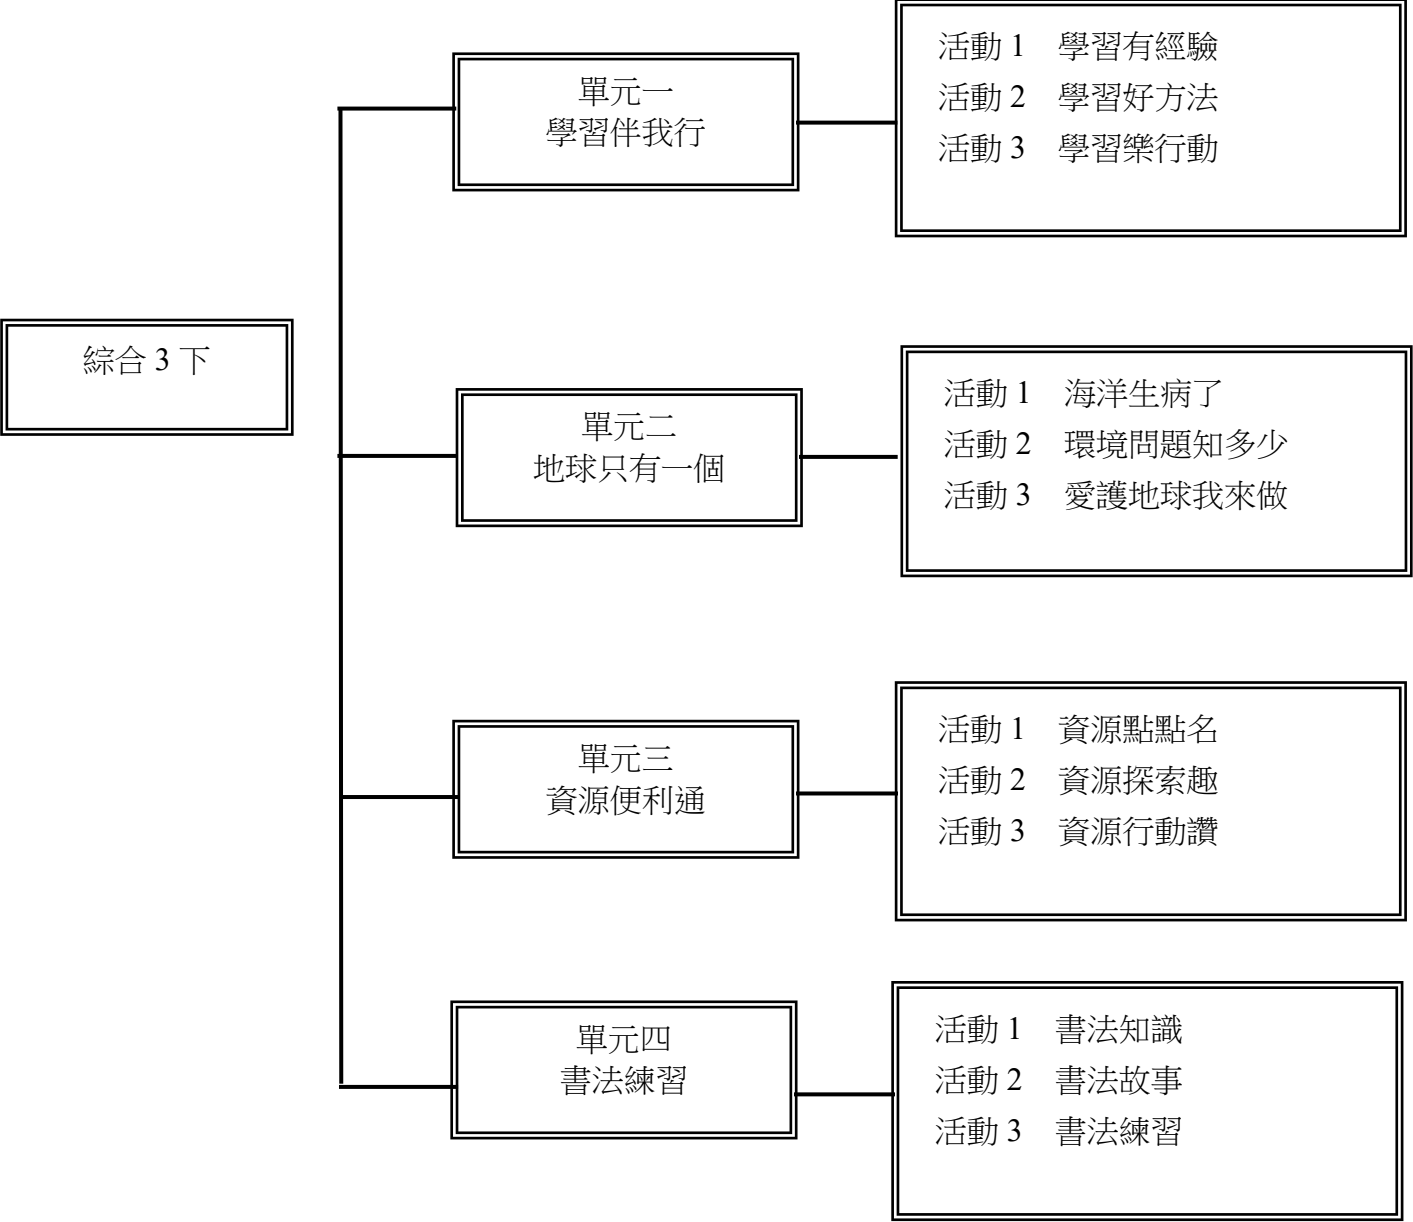 綜合 3 下
單元一
學習伴我行
活動 1 學習有經驗
活動 2 學習好方法
活動 3 學習樂行動
單元二
地球只有一個
活動 1 海洋生病了
活動 2 環境問題知多少
活動 3 愛護地球我來做
單元三
資源便利通
活動 1 資源點點名
活動 2 資源探索趣
活動 3 資源行動讚
單元四
書法練習
活動 1 書法知識
活動 2 書法故事
活動 3 書法練習